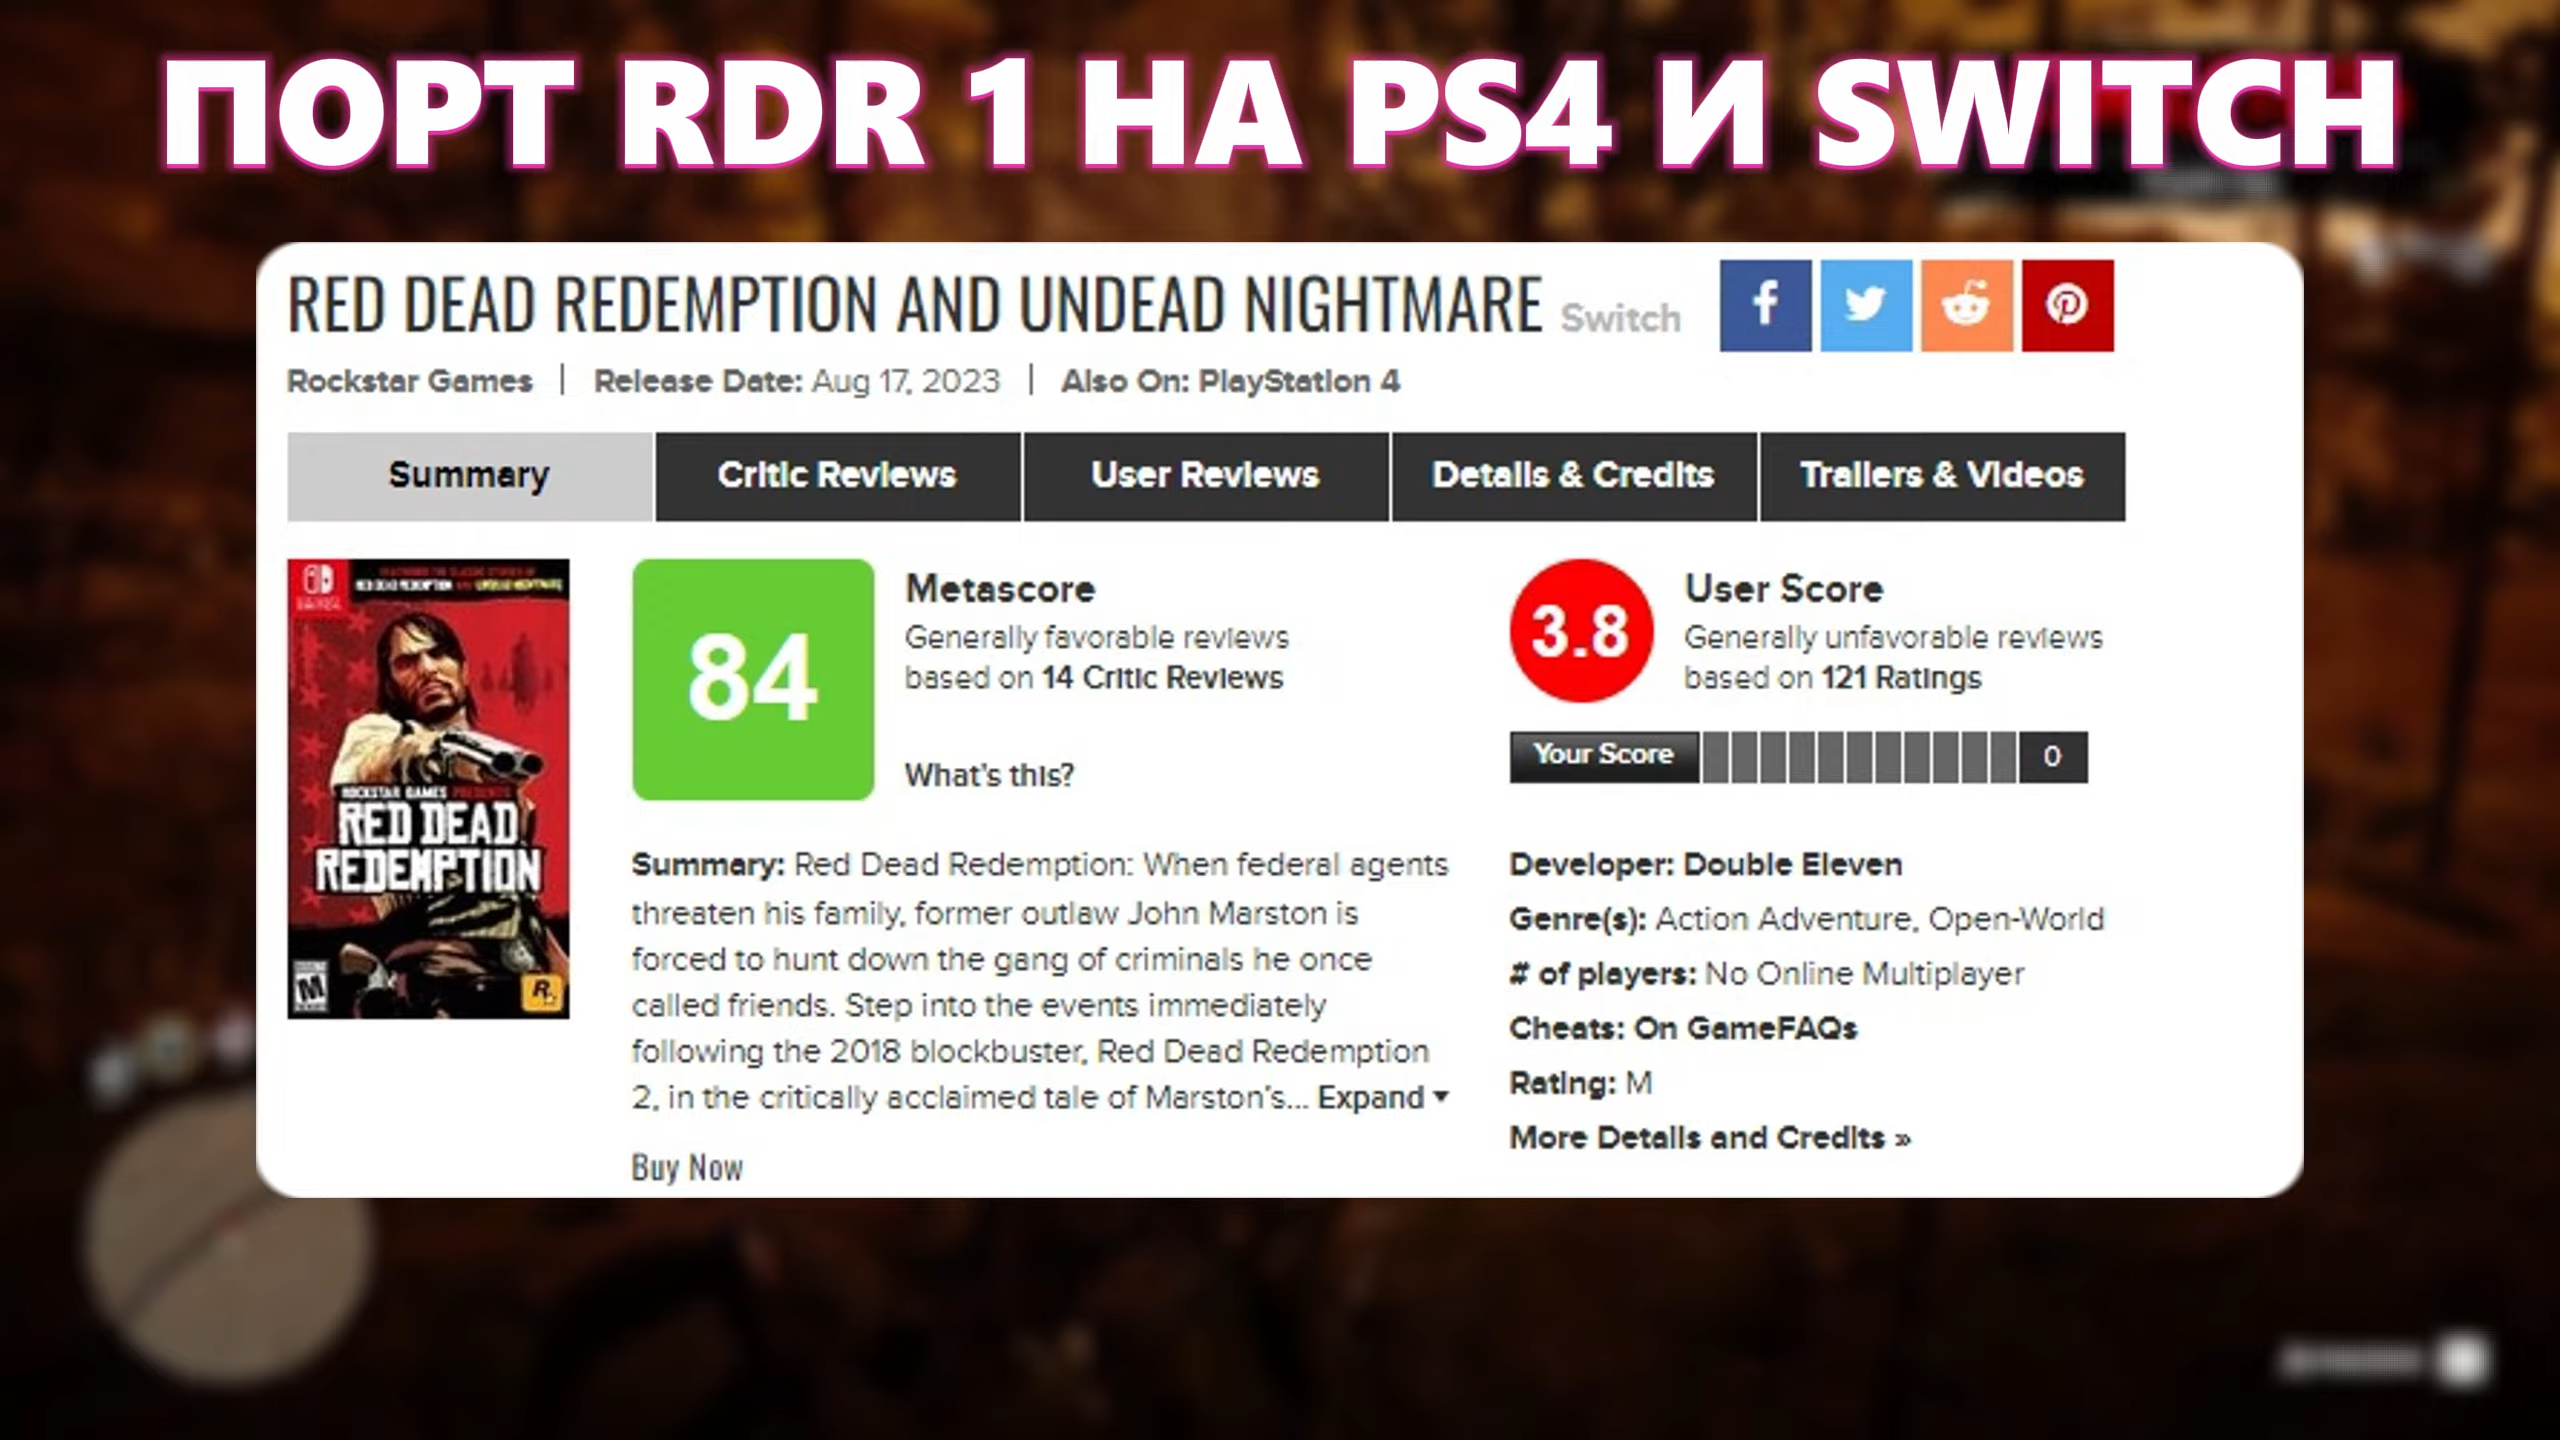 ПОРТ RDR 1 НА PS4 И SWITCH
RED DEAD REDEMPTION AND UNDEAD NIGHTMARE Switch
Rockstar Games | Release Date: Aug 17, 2023 | Also On: PlayStation 4
Summary Critic Reviews User Reviews Details & Credits Trailers & Videos
84
Metascore
Generally favorable reviews
based on 14 Critic Reviews
What's this?
3.8
User Score
Generally unfavorable reviews
based on 121 Ratings
Your Score 0
ROCKSTAR GAMES PRESENTS
RED DEAD
REDEMPTION
M
R
Summary: Red Dead Redemption: When federal agents
threaten his family, former outlaw John Marston is
forced to hunt down the gang of criminals he once
called friends. Step into the events immediately
following the 2018 blockbuster, Red Dead Redemption
2, in the critically acclaimed tale of Marston's... Expand
Buy Now
Developer: Double Eleven
Genre(s): Action Adventure, Open-World
# of players: No Online Multiplayer
Cheats: On GameFAQs
Rating: M
More Details and Credits »